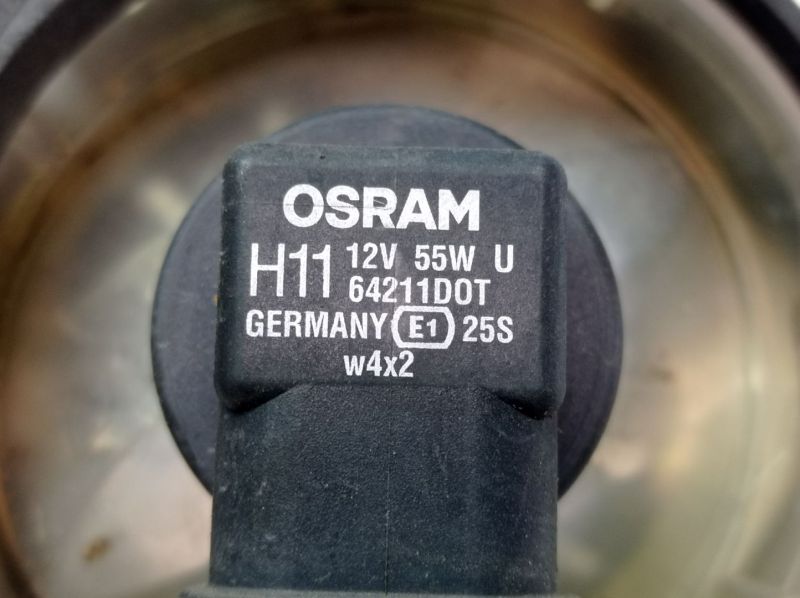 OSRAM
H11 12V 55W U
64211DOT
GERMANY E1 25S
w4x2